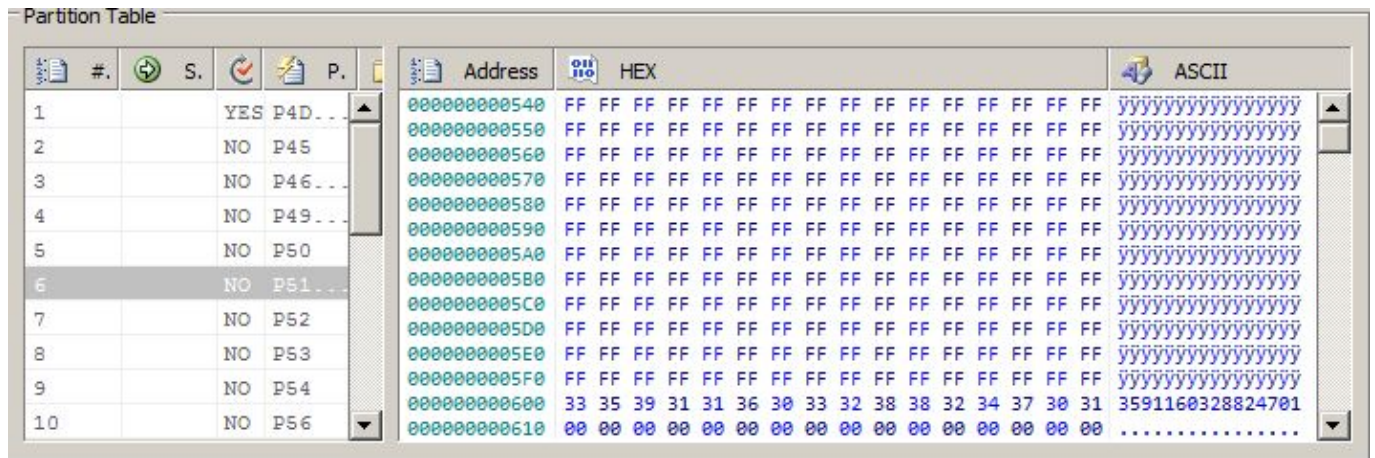 Partition Table
#. S. P. Address HEX ASCII
1 YES P4D...
2 NO P45
3 NO P46...
4 NO P49...
5 NO P50
6 NO P51...
7 NO P52
8 NO P53
9 NO P54
10 NO P56
000000000540 FF FF FF FF FF FF FF FF FF FF FF FF FF FF FF FF ÿÿÿÿÿÿÿÿÿÿÿÿÿÿÿÿ
000000000550 FF FF FF FF FF FF FF FF FF FF FF FF FF FF FF FF ÿÿÿÿÿÿÿÿÿÿÿÿÿÿÿÿ
000000000560 FF FF FF FF FF FF FF FF FF FF FF FF FF FF FF FF ÿÿÿÿÿÿÿÿÿÿÿÿÿÿÿÿ
000000000570 FF FF FF FF FF FF FF FF FF FF FF FF FF FF FF FF ÿÿÿÿÿÿÿÿÿÿÿÿÿÿÿÿ
000000000580 FF FF FF FF FF FF FF FF FF FF FF FF FF FF FF FF ÿÿÿÿÿÿÿÿÿÿÿÿÿÿÿÿ
000000000590 FF FF FF FF FF FF FF FF FF FF FF FF FF FF FF FF ÿÿÿÿÿÿÿÿÿÿÿÿÿÿÿÿ
0000000005A0 FF FF FF FF FF FF FF FF FF FF FF FF FF FF FF FF ÿÿÿÿÿÿÿÿÿÿÿÿÿÿÿÿ
0000000005B0 FF FF FF FF FF FF FF FF FF FF FF FF FF FF FF FF ÿÿÿÿÿÿÿÿÿÿÿÿÿÿÿÿ
0000000005C0 FF FF FF FF FF FF FF FF FF FF FF FF FF FF FF FF ÿÿÿÿÿÿÿÿÿÿÿÿÿÿÿÿ
0000000005D0 FF FF FF FF FF FF FF FF FF FF FF FF FF FF FF FF ÿÿÿÿÿÿÿÿÿÿÿÿÿÿÿÿ
0000000005E0 FF FF FF FF FF FF FF FF FF FF FF FF FF FF FF FF ÿÿÿÿÿÿÿÿÿÿÿÿÿÿÿÿ
0000000005F0 FF FF FF FF FF FF FF FF FF FF FF FF FF FF FF FF ÿÿÿÿÿÿÿÿÿÿÿÿÿÿÿÿ
000000000600 33 35 39 31 31 36 30 33 32 38 38 32 34 37 30 31 3591160328824701
000000000610 00 00 00 00 00 00 00 00 00 00 00 00 00 00 00 00 ................